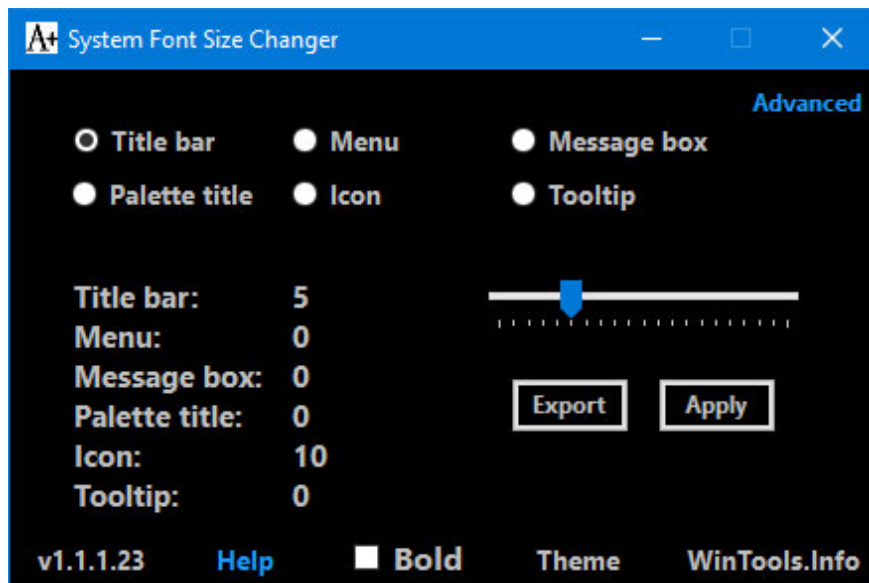 A+ System Font Size Changer
Advanced
Title bar Menu Message box
Palette title Icon Tooltip
Title bar: 5
Menu: 0
Message box: 0
Palette title: 0
Icon: 10
Tooltip: 0
Export Apply
v1.1.1.23 Help Bold Theme WinTools.Info